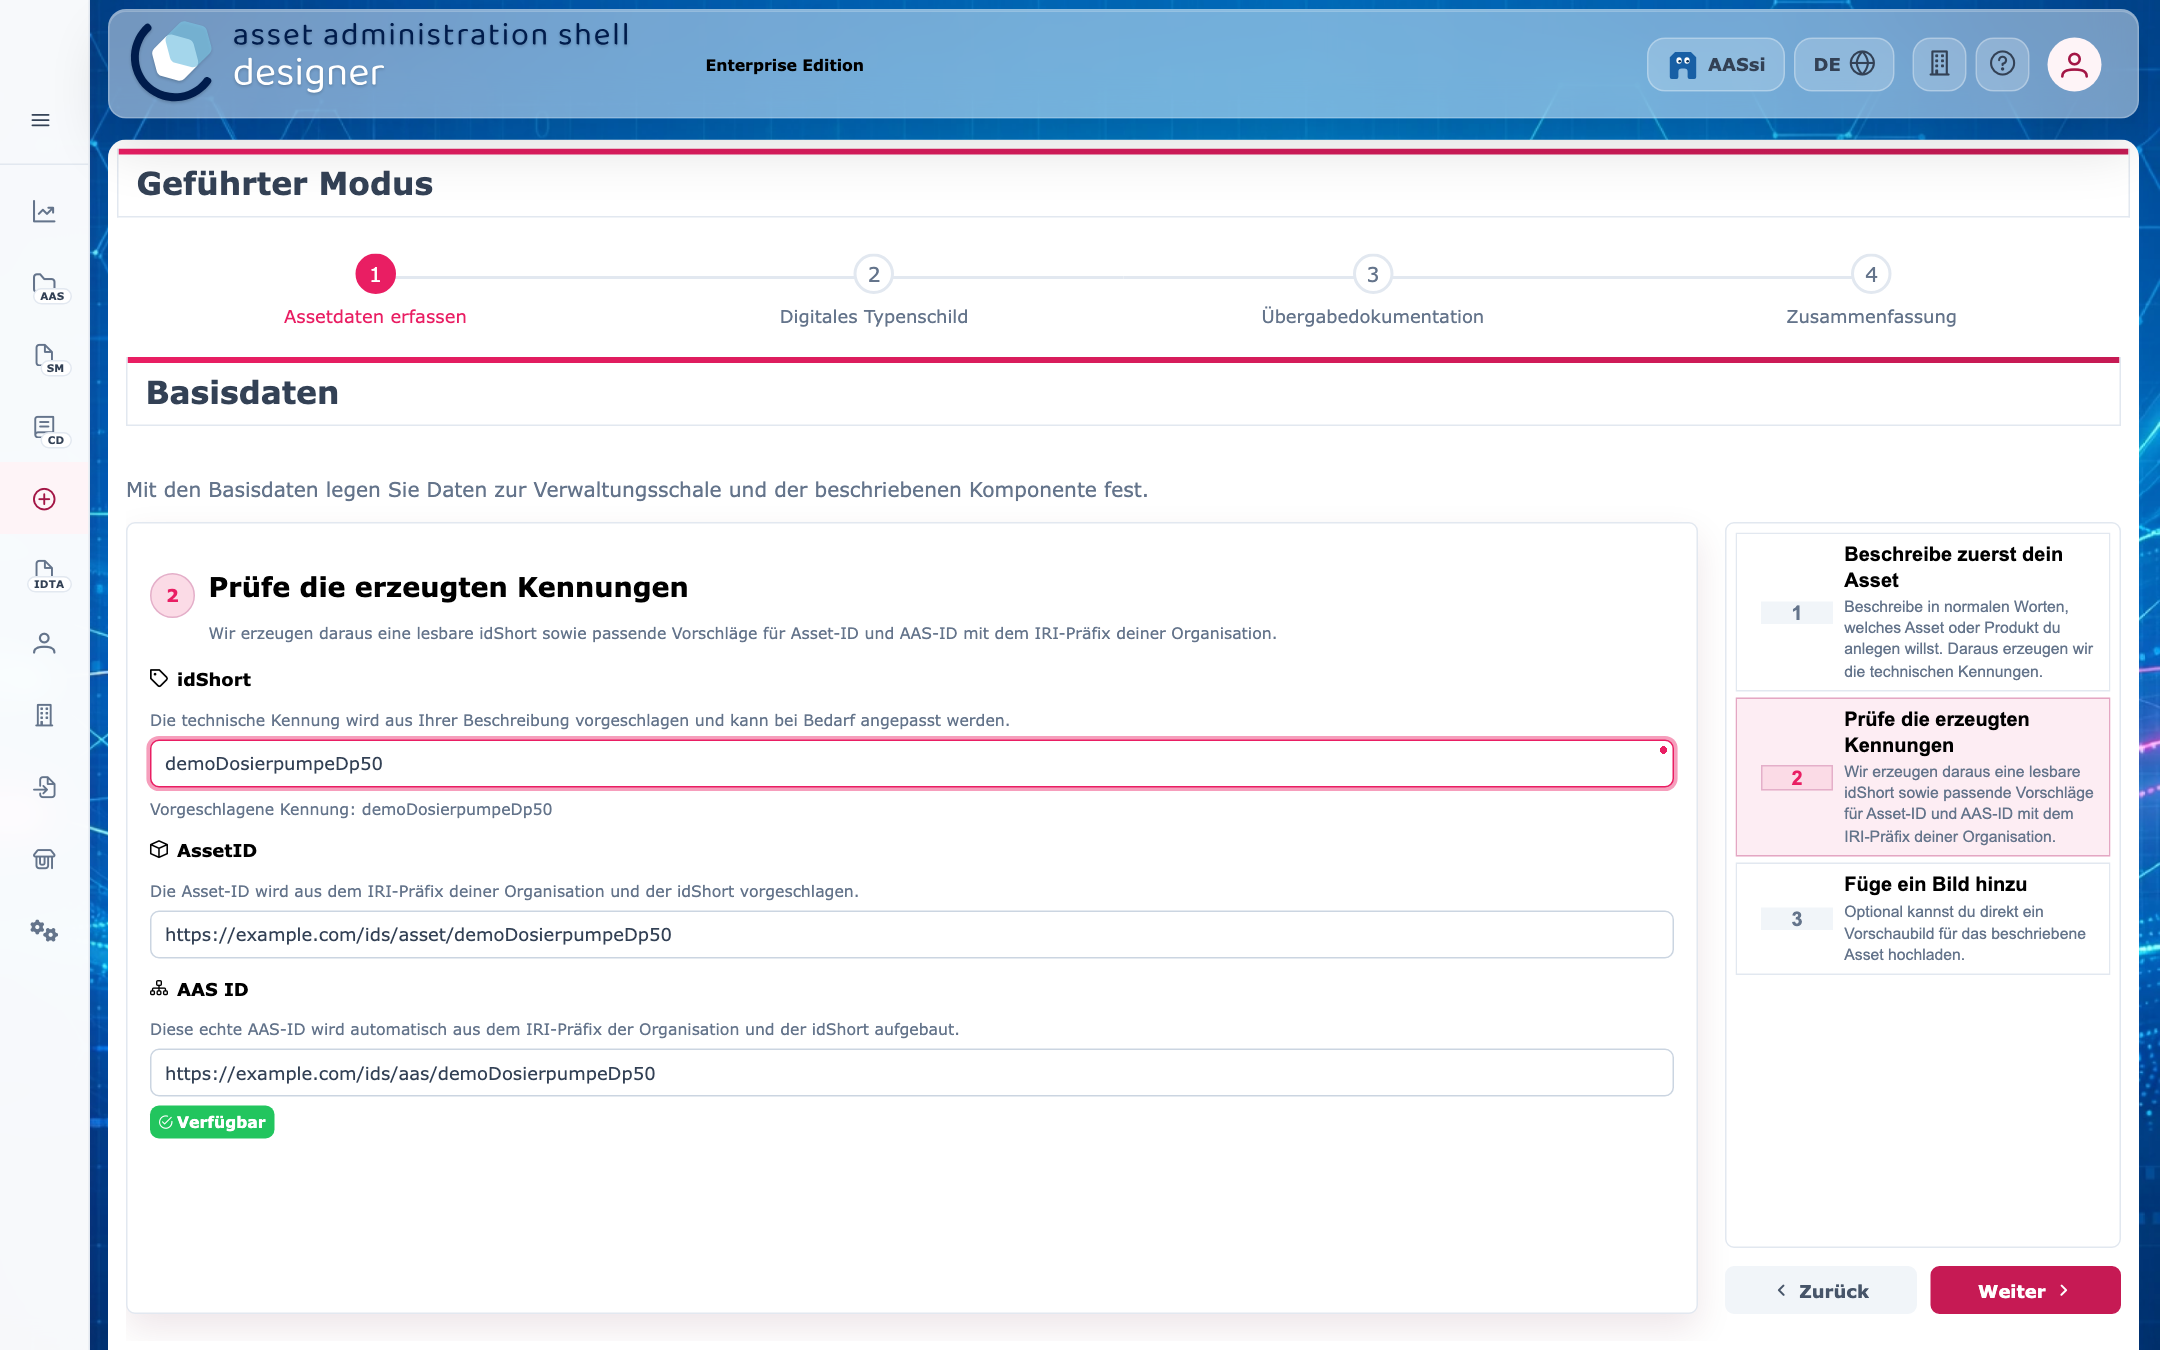 asset administration shell
designer
Enterprise Edition
AASsi
DE
Geführter Modus
1
2
3
4
Assetdaten erfassen
Digitales Typenschild
Übergabedokumentation
Zusammenfassung
AAS
SM
CD
IDTA
Basisdaten
Mit den Basisdaten legen Sie Daten zur Verwaltungsschale und der beschriebenen Komponente fest.
2
Prüfe die erzeugten Kennungen
Wir erzeugen daraus eine lesbare idShort sowie passende Vorschläge für Asset-ID und AAS-ID mit dem IRI-Präfix deiner Organisation.
idShort
Die technische Kennung wird aus Ihrer Beschreibung vorgeschlagen und kann bei Bedarf angepasst werden.
demoDosierpumpeDp50
Vorgeschlagene Kennung: demoDosierpumpeDp50
AssetID
Die Asset-ID wird aus dem IRI-Präfix deiner Organisation und der idShort vorgeschlagen.
https://example.com/ids/asset/demoDosierpumpeDp50
AAS ID
Diese echte AAS-ID wird automatisch aus dem IRI-Präfix der Organisation und der idShort aufgebaut.
https://example.com/ids/aas/demoDosierpumpeDp50
Verfügbar
1
Beschreibe zuerst dein
Asset
Beschreibe in normalen Worten,
welches Asset oder Produkt du
anlegen willst. Daraus erzeugen wir
die technischen Kennungen.
2
Prüfe die erzeugten
Kennungen
Wir erzeugen daraus eine lesbare
idShort sowie passende Vorschläge
für Asset-ID und AAS-ID mit dem
IRI-Präfix deiner Organisation.
3
Füge ein Bild hinzu
Optional kannst du direkt ein
Vorschaubild für das beschriebene
Asset hochladen.
Zurück
Weiter